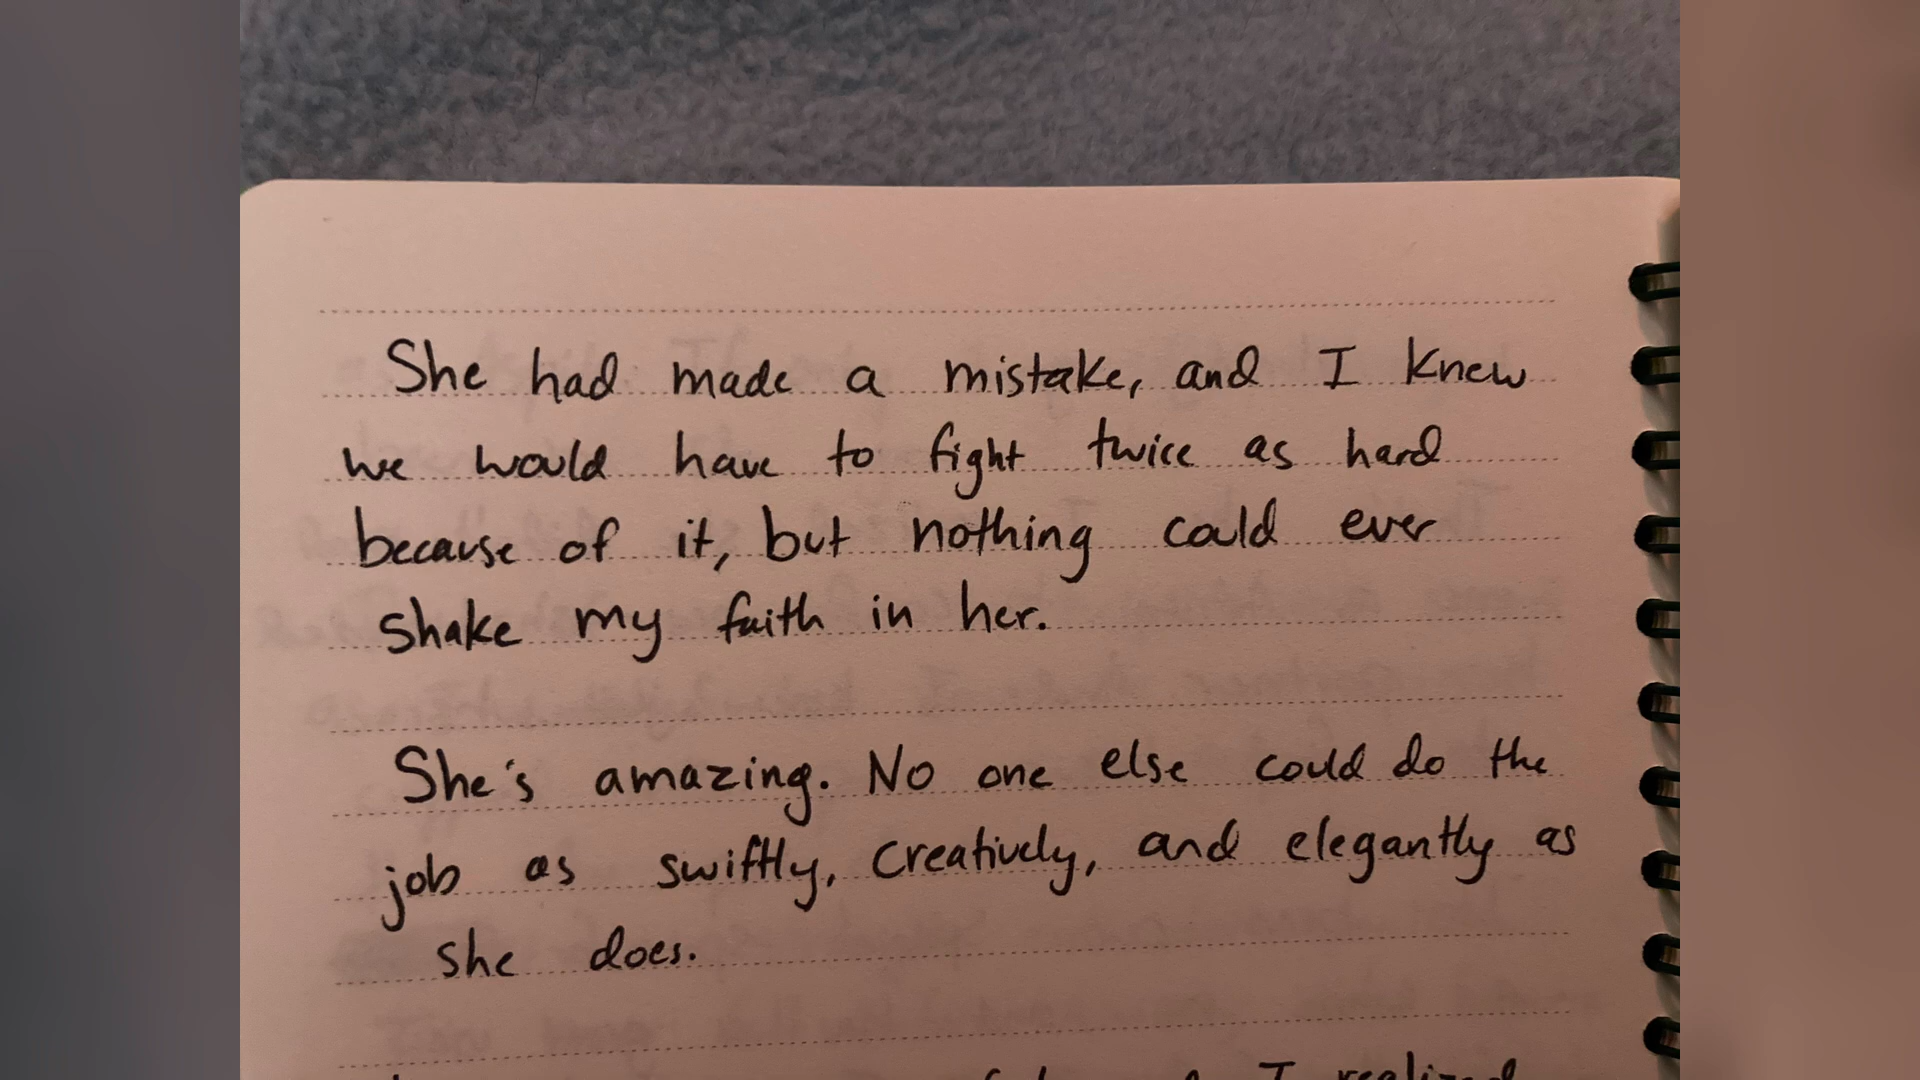 She had made a mistake, and I knew
we would have to fight twice as hard
because of it, but nothing could ever
shake my faith in her.
She's amazing. No one else could do the
job as swiftly, creatively, and elegantly as
she does.
I realized